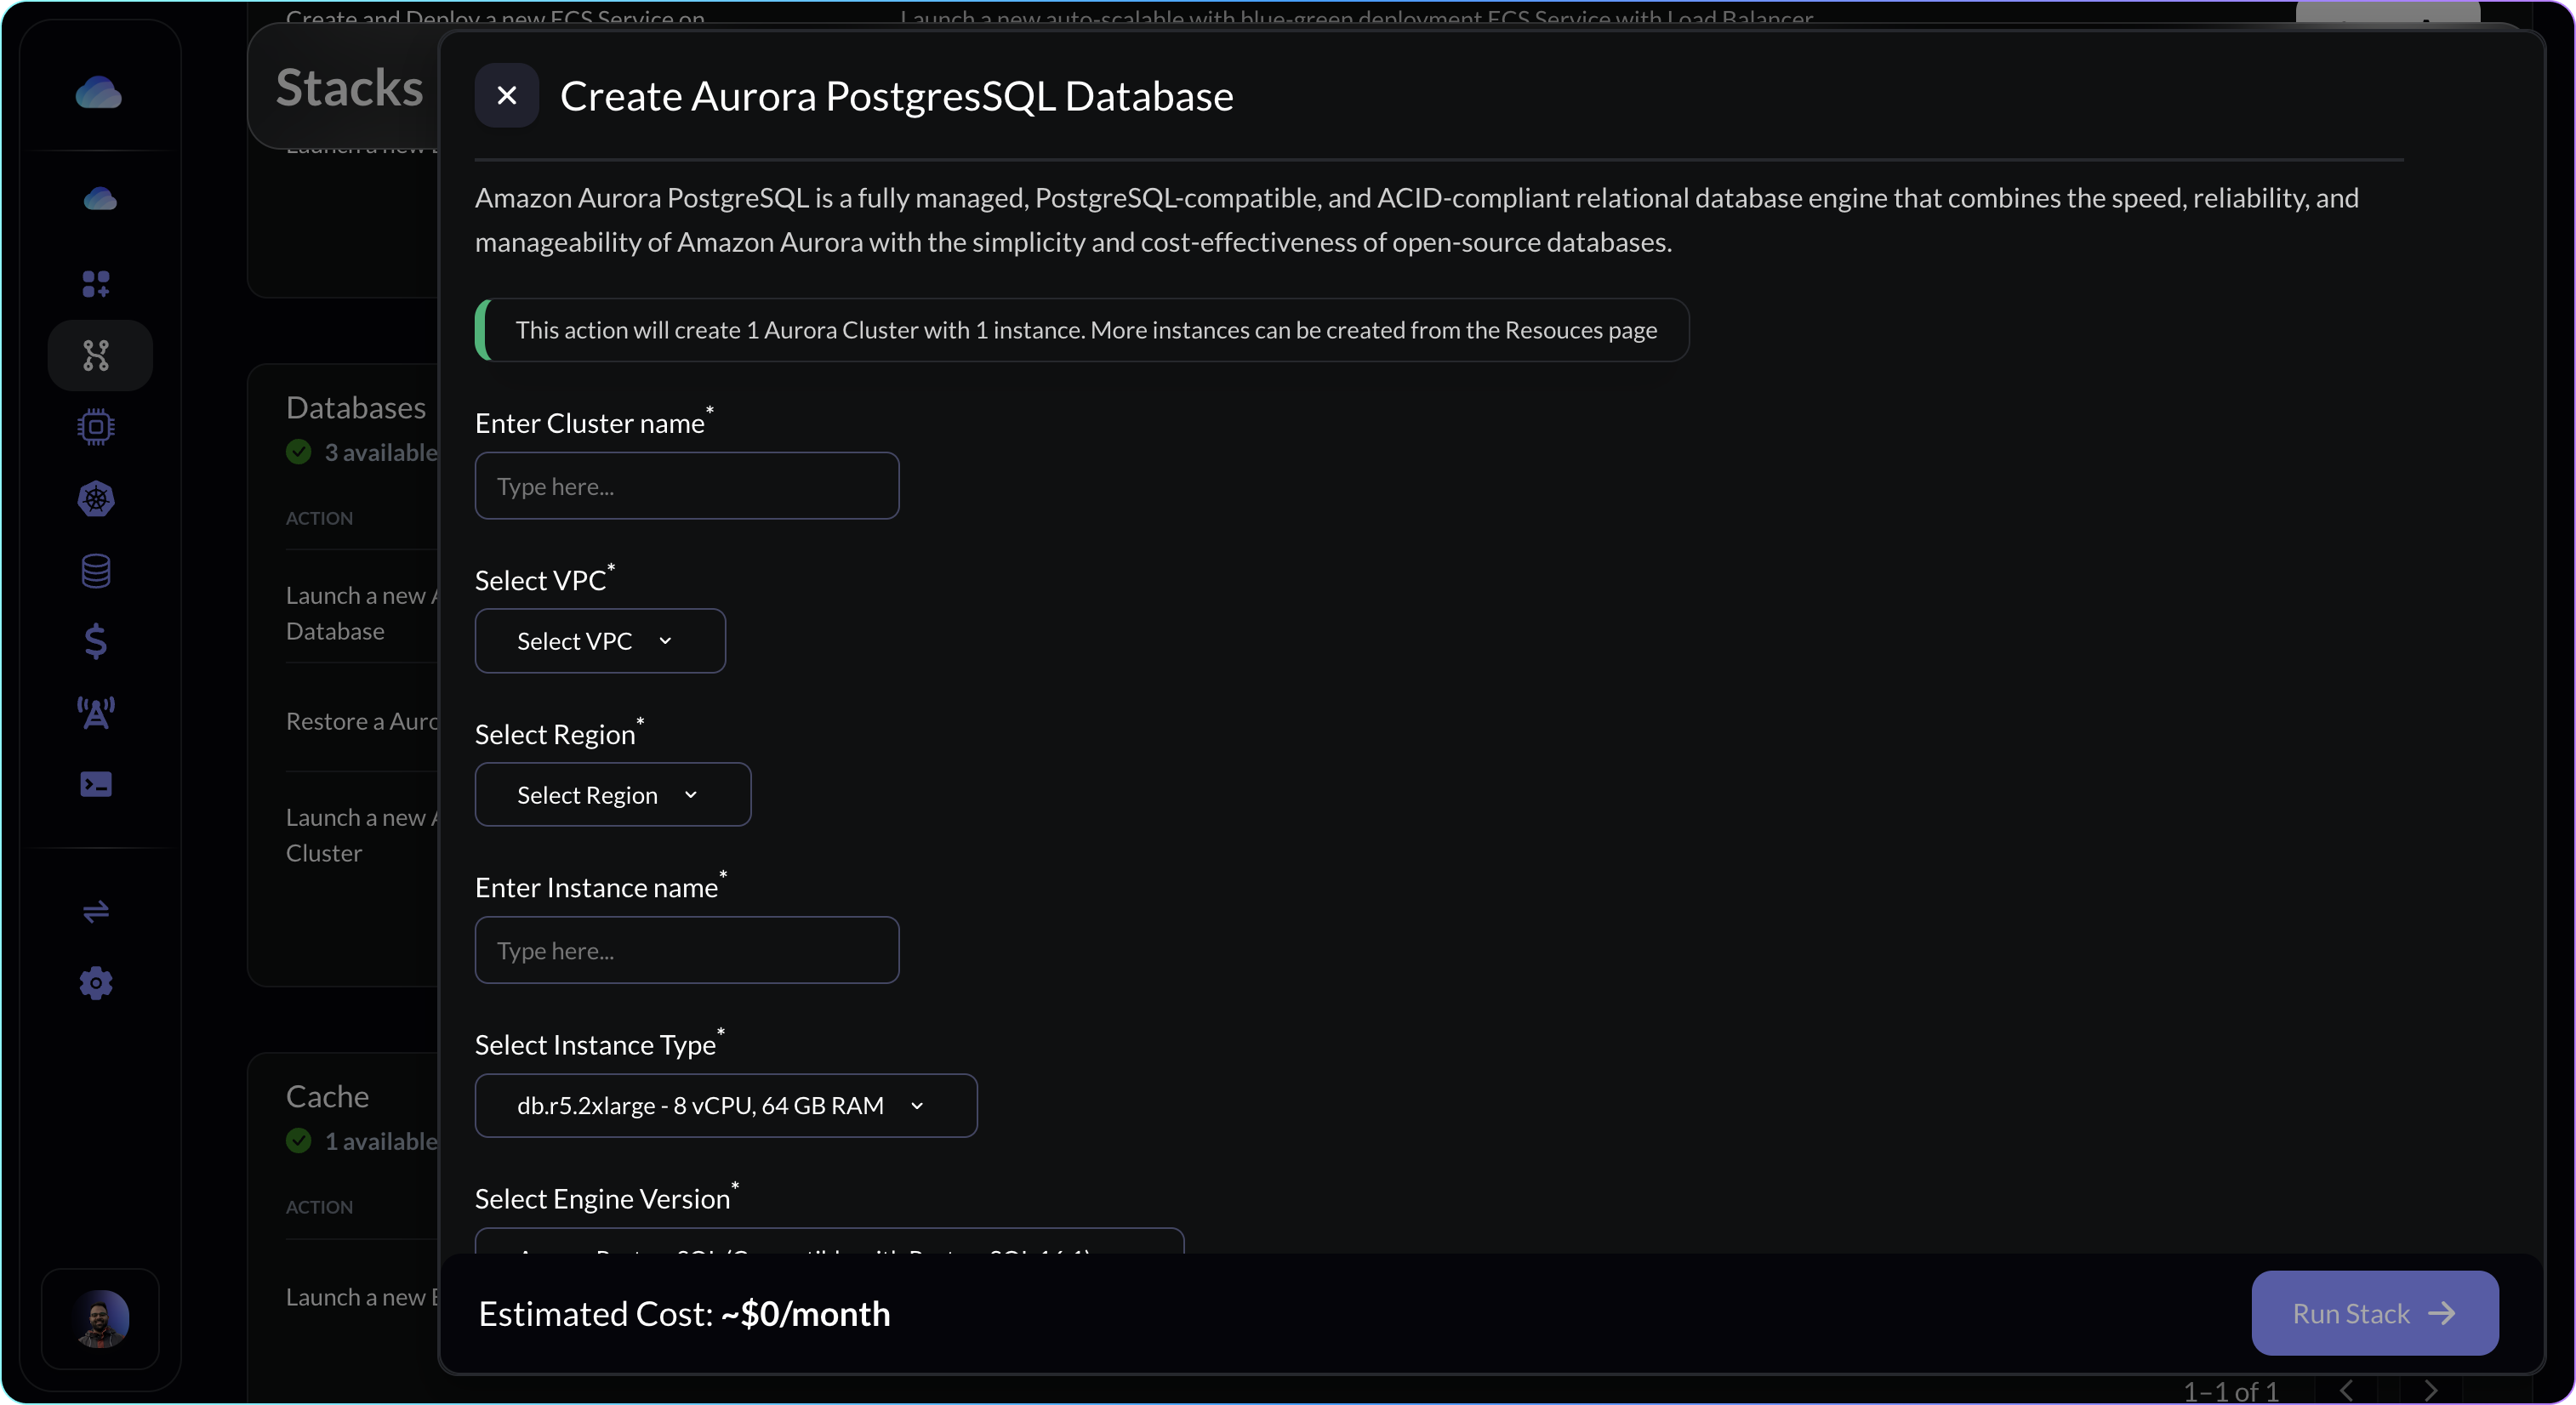 Create and Deploy a new ECS Service on
Launch a new auto-scalable with blue-green deployment ECS Service with Load Balancer
Stacks
Create Aurora PostgresSQL Database
Launch a new
Amazon Aurora PostgreSQL is a fully managed, PostgreSQL-compatible, and ACID-compliant relational database engine that combines the speed, reliability, and
manageability of Amazon Aurora with the simplicity and cost-effectiveness of open-source databases.
This action will create 1 Aurora Cluster with 1 instance. More instances can be created from the Resouces page
Databases
3 available
ACTION
Launch a new A
Database
Restore a Auro
Launch a new A
Cluster
Enter Cluster name*
Type here...
Select VPC*
Select VPC
Select Region*
Select Region
Enter Instance name*
Type here...
Select Instance Type*
db.r5.2xlarge - 8 vCPU, 64 GB RAM
Select Engine Version*
Aurora PostgreSQL (Compatible with PostgreSQL 16.1)
Cache
1 available
ACTION
Launch a new E
Estimated Cost: ~$0/month
Run Stack
1–1 of 1